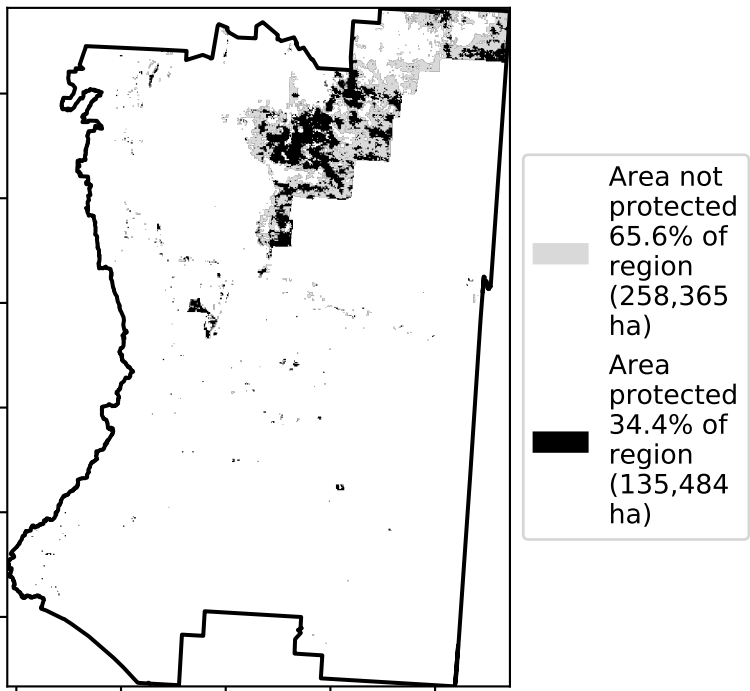 Area not
protected
65.6% of
region
(258,365
ha)
Area
protected
34.4% of
region
(135,484
ha)